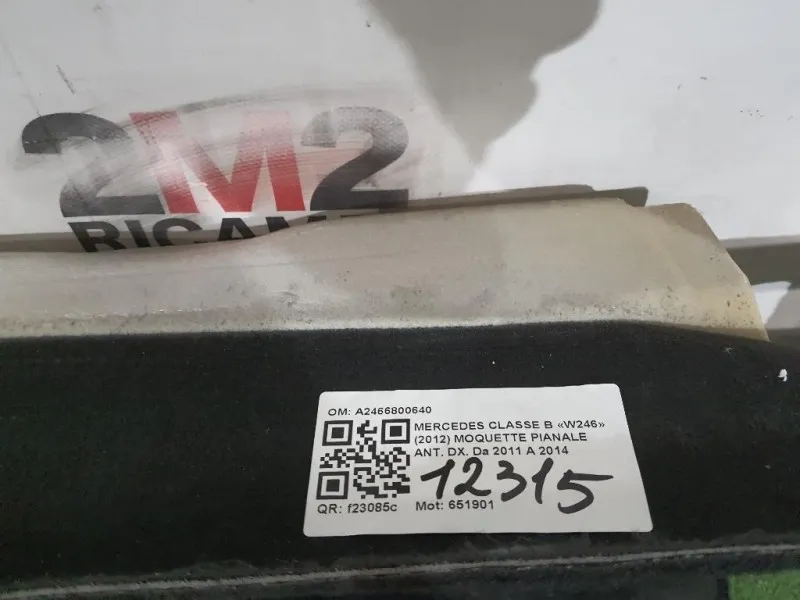 2M2
OM: A2466800640
MERCEDES CLASSE B «W246»
(2012) MOQUETTE PIANALE
ANT. DX. Da 2011 A 2014
12315
QR: f23085c Mot: 651901